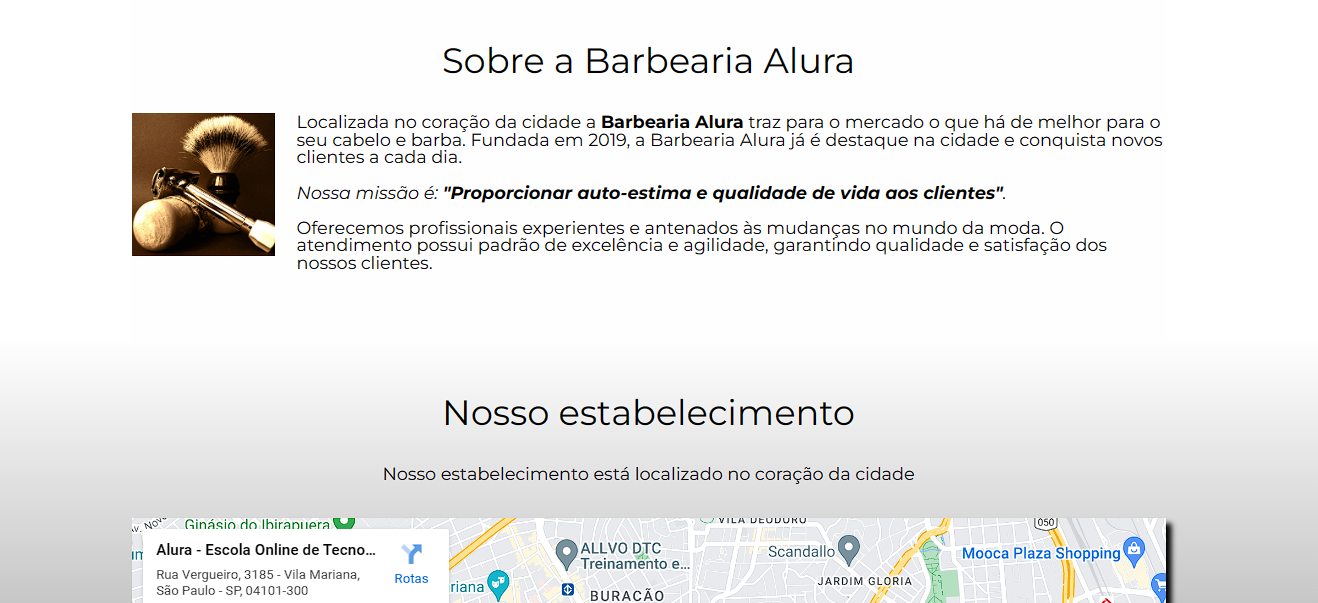 Sobre a Barbearia Alura
Localizada no coração da cidade a Barbearia Alura traz para o mercado o que há de melhor para o
seu cabelo e barba. Fundada em 2019, a Barbearia Alura já é destaque na cidade e conquista novos
clientes a cada dia.
Nossa missão é: "Proporcionar auto-estima e qualidade de vida aos clientes".
Oferecemos profissionais experientes e antenados às mudanças no mundo da moda. O
atendimento possui padrão de excelência e agilidade, garantindo qualidade e satisfação dos
nossos clientes.
Nosso estabelecimento
Nosso estabelecimento está localizado no coração da cidade
Ginásio do Ibirapuera
050
Alura - Escola Online de Tecno...
Rua Vergueiro, 3185 - Vila Mariana,
São Paulo - SP, 04101-300
Rotas
riana
ALLVO DTC
Treinamento e...
BURACÃO
Scandallo
JARDIM GLORIA
Mooca Plaza Shopping